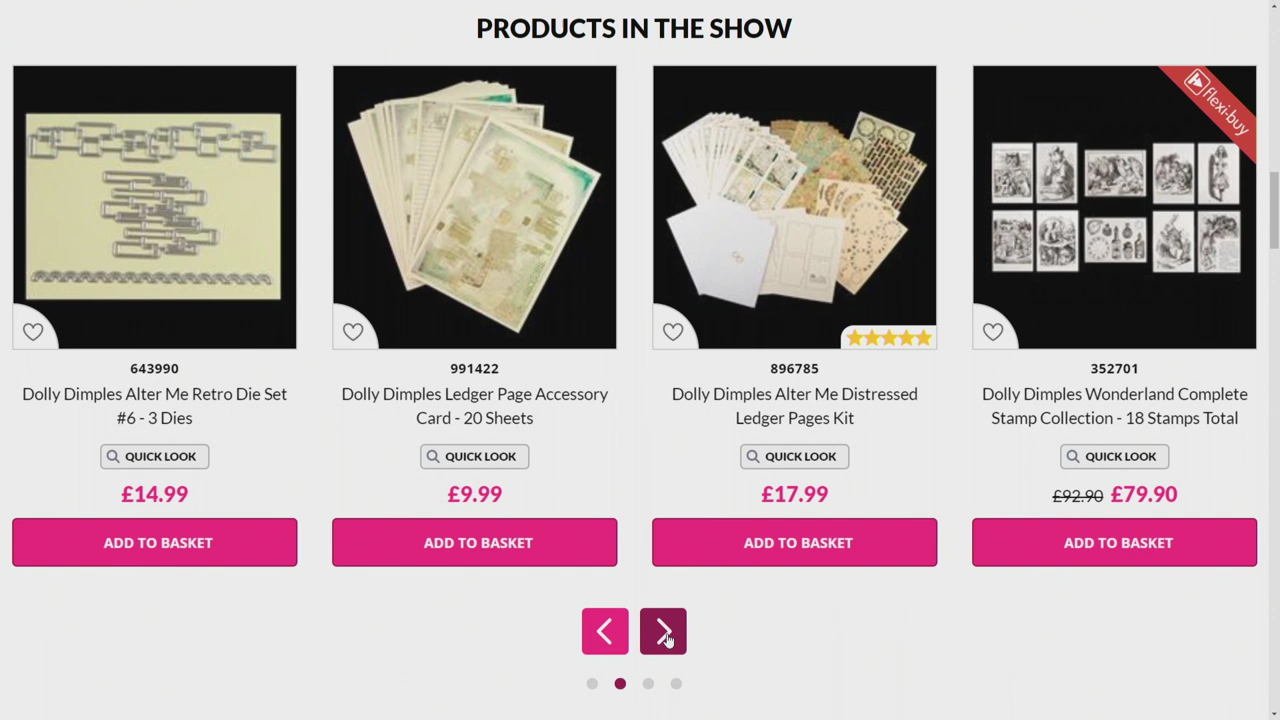 PRODUCTS IN THE SHOW
flexi-buy
643990
Dolly Dimples Alter Me Retro Die Set
#6 - 3 Dies
QUICK LOOK
£14.99
ADD TO BASKET
991422
Dolly Dimples Ledger Page Accessory
Card - 20 Sheets
QUICK LOOK
£9.99
ADD TO BASKET
896785
Dolly Dimples Alter Me Distressed
Ledger Pages Kit
QUICK LOOK
£17.99
ADD TO BASKET
352701
Dolly Dimples Wonderland Complete
Stamp Collection - 18 Stamps Total
QUICK LOOK
£92.90 £79.90
ADD TO BASKET